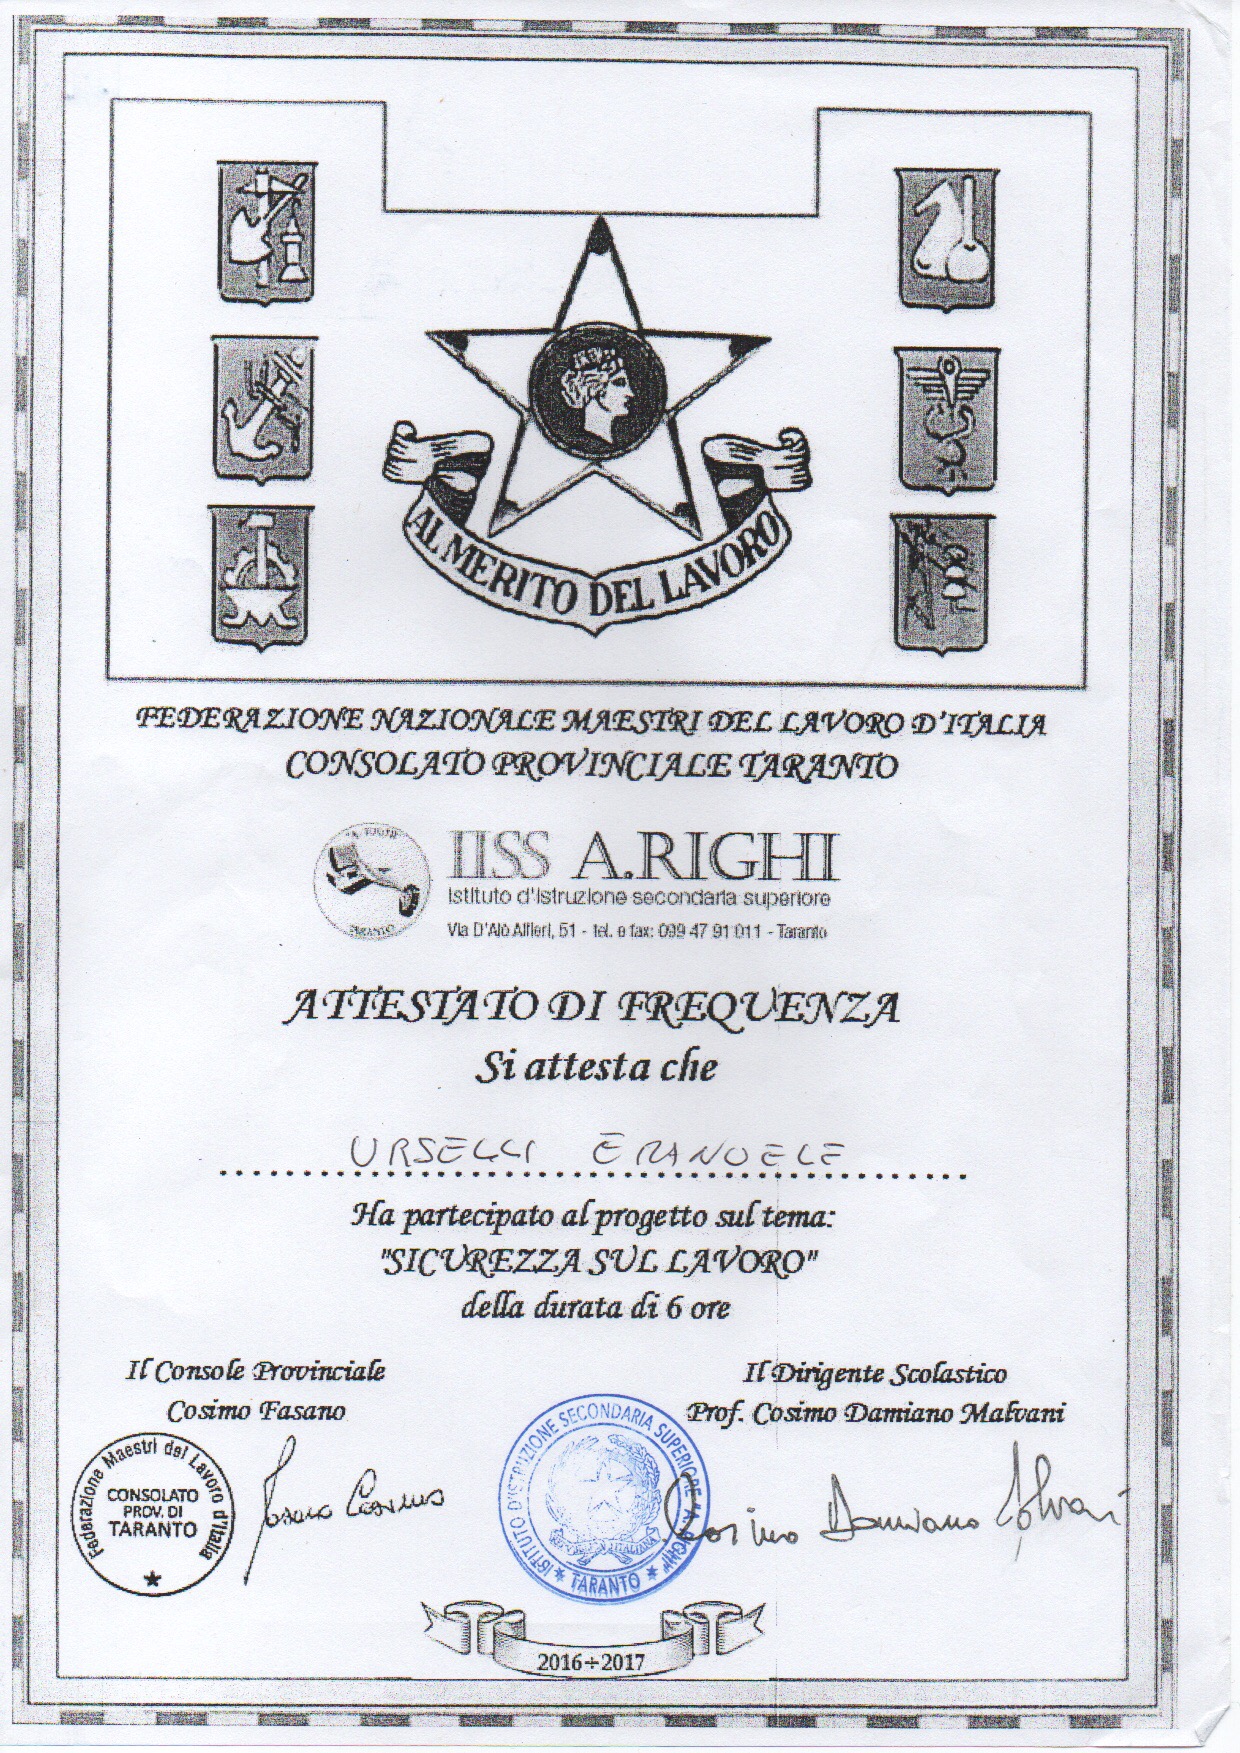 AL MERITO DEL LAVORO
FEDERAZIONE NAZIONALE MAESTRI DEL LAVORO D'ITALIA
CONSOLATO PROVINCIALE TARANTO
IISS A.RIGHI
istituto d'istruzione secondaria superiore
Via D'Alò Alfieri, 51 - tel. e fax: 099 47 91 011 - Taranto
TARANTO
ATTESTATO DI FREQUENZA
Si attesta che
URSELLI EMANUELE
Ha partecipato al progetto sul tema:
"SICUREZZA SUL LAVORO"
della durata di 6 ore
Il Console Provinciale
Cosimo Fasano
Il Dirigente Scolastico
Prof. Cosimo Damiano Malvani
Federazione Maestri del Lavoro d'Italia
CONSOLATO
PROV. DI
TARANTO
Fasano Cosimo
ISTITUTO D'ISTRUZIONE SECONDARIA SUPERIORE "A. RIGHI"
REPUBBLICA ITALIANA
TARANTO
Cosimo Damiano Malvani
2016÷2017